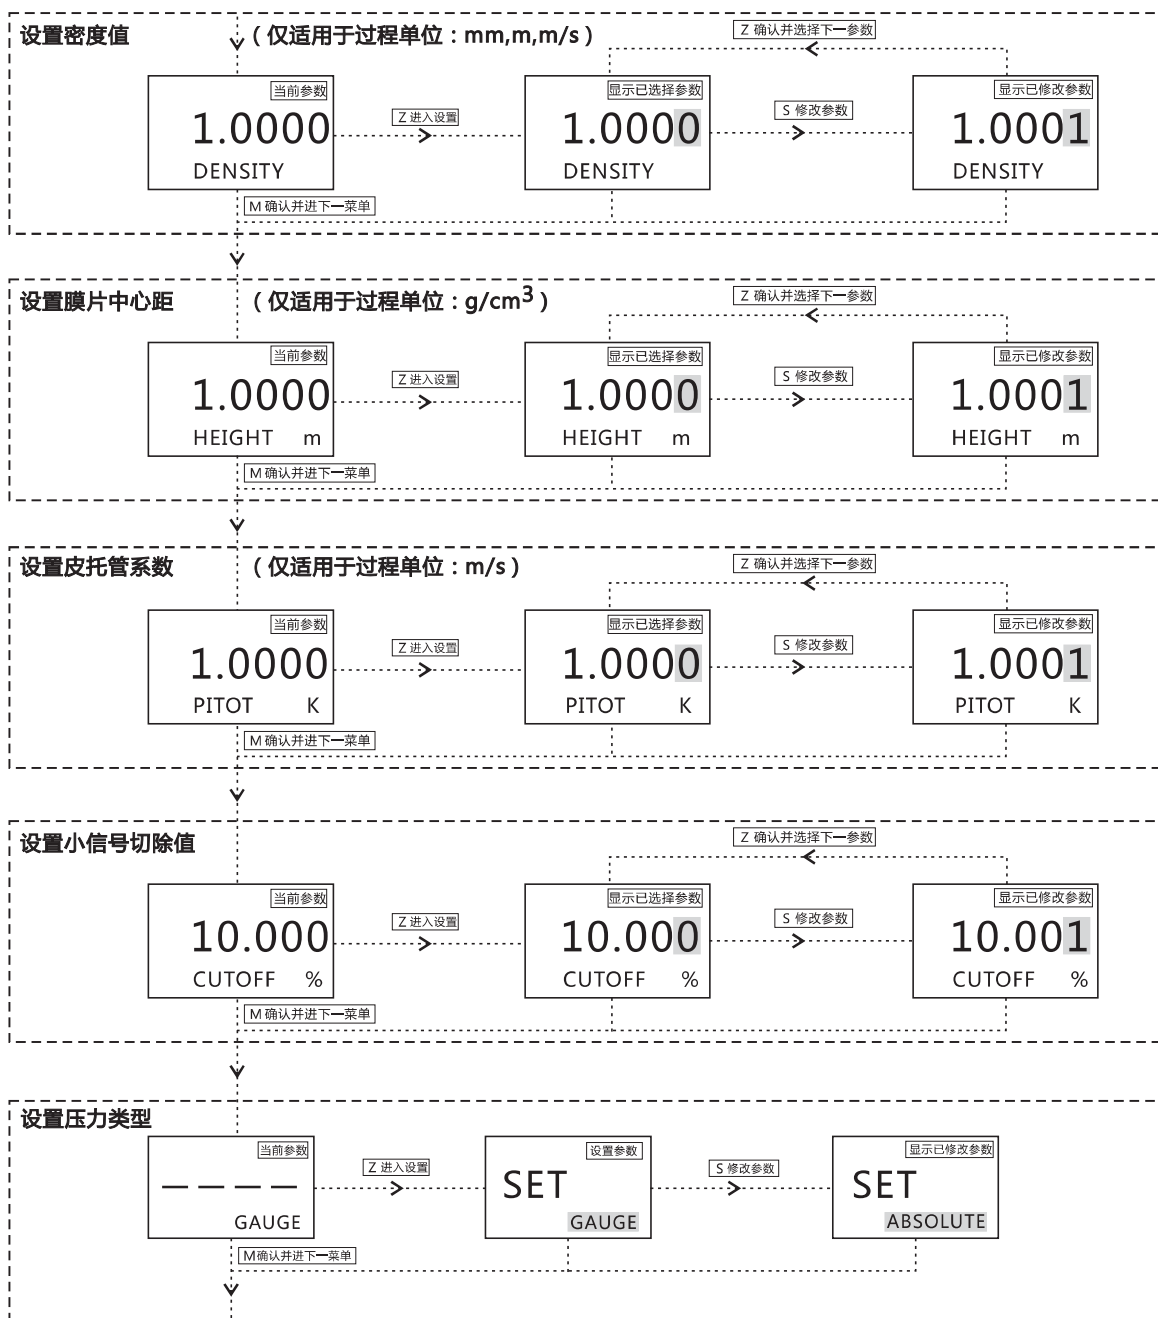 设置密度值 （仅适用于过程单位：mm,m,m/s）
Z 确认并选择下一参数
当前参数 显示已选择参数 显示已修改参数
1.0000 Z 进入设置 1.0000 S 修改参数 1.0001
DENSITY DENSITY DENSITY
M 确认并进下一菜单
设置膜片中心距 （仅适用于过程单位：g/cm³）
Z 确认并选择下一参数
当前参数 显示已选择参数 显示已修改参数
1.0000 Z 进入设置 1.0000 S 修改参数 1.0001
HEIGHT m HEIGHT m HEIGHT m
M 确认并进下一菜单
设置皮托管系数 （仅适用于过程单位：m/s）
Z 确认并选择下一参数
当前参数 显示已选择参数 显示已修改参数
1.0000 Z 进入设置 1.0000 S 修改参数 1.0001
PITOT K PITOT K PITOT K
M 确认并进下一菜单
设置小信号切除值
Z 确认并选择下一参数
当前参数 显示已选择参数 显示已修改参数
10.000 Z 进入设置 10.000 S 修改参数 10.001
CUTOFF % CUTOFF % CUTOFF %
M 确认并进下一菜单
设置压力类型
当前参数 设置参数 显示已修改参数
— — — — Z 进入设置 SET S 修改参数 SET
GAUGE GAUGE ABSOLUTE
M确认并进下一菜单